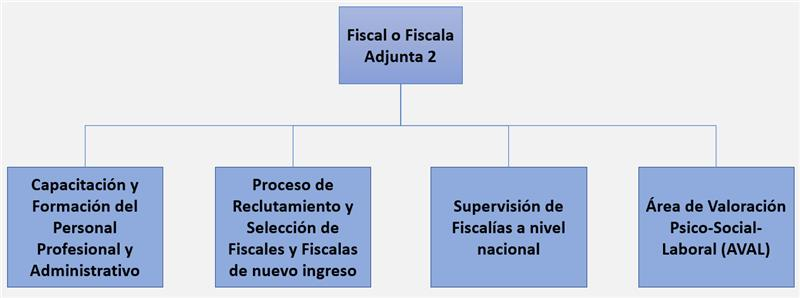 Fiscal o Fiscala
Adjunta 2
Capacitación y
Formación del
Personal
Profesional y
Administrativo
Proceso de
Reclutamiento y
Selección de
Fiscales y Fiscalas
de nuevo ingreso
Supervisión de
Fiscalías a nivel
nacional
Área de Valoración
Psico-Social-
Laboral (AVAL)